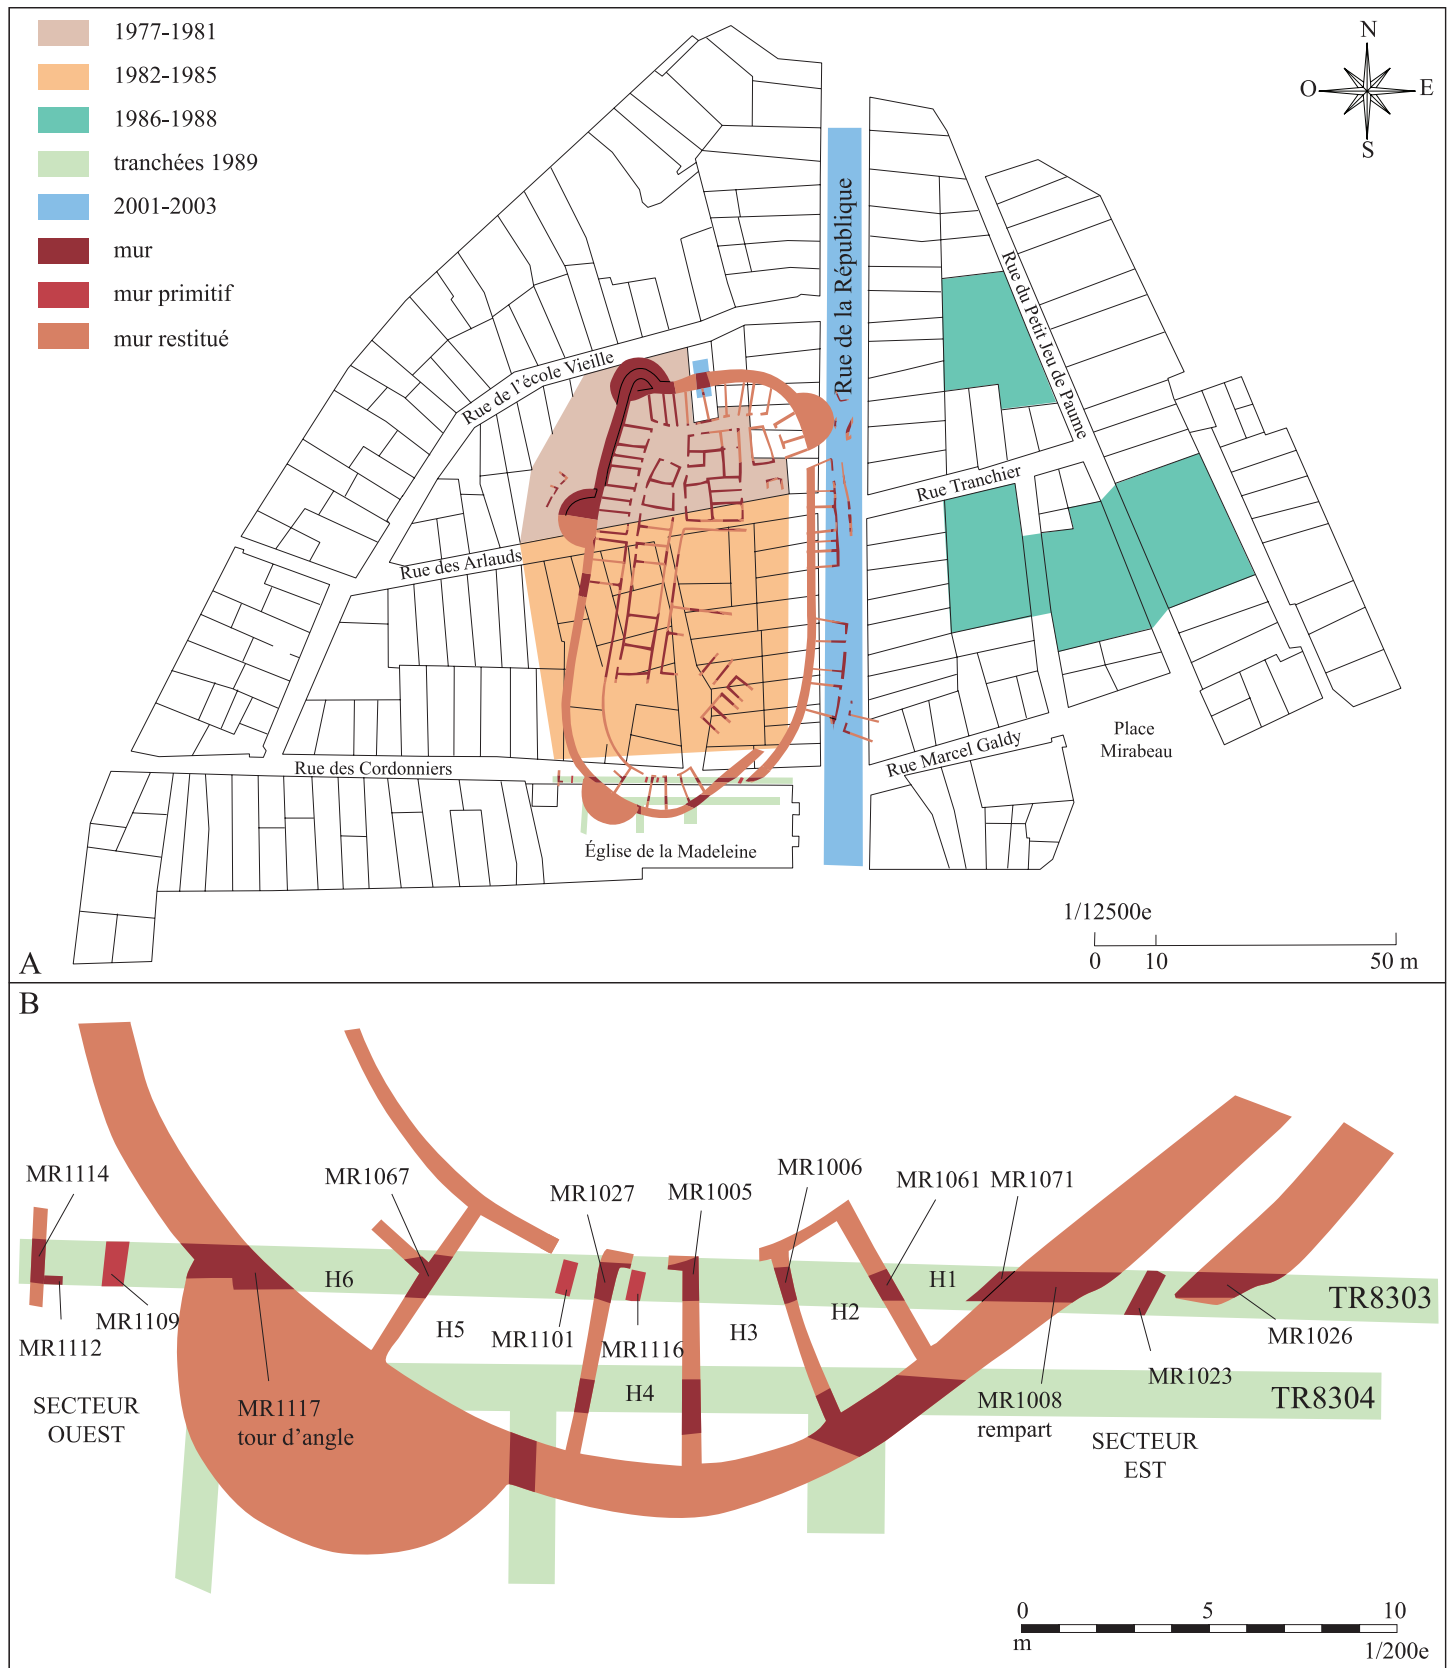 1977-1981
1982-1985
1986-1988
tranchées 1989
2001-2003
mur
mur primitif
mur restitué
N
O
E
S
Rue de la République
Rue du Petit Jeu de Paume
Rue de l'école Vieille
Rue Tranchier
Rue des Arlauds
Rue Marcel Galdy
Place
Mirabeau
Rue des Cordonniers
Église de la Madeleine
1/12500e
0 10 50 m
A
B
MR1114
MR1067
MR1027
MR1005
MR1006
MR1061
MR1071
H6
H1
TR8303
MR1109
MR1112
H5
MR1101
MR1116
H3
H2
MR1026
MR1023
H4
TR8304
SECTEUR
OUEST
MR1117
tour d'angle
MR1008
rempart
SECTEUR
EST
0 5 10
m
1/200e